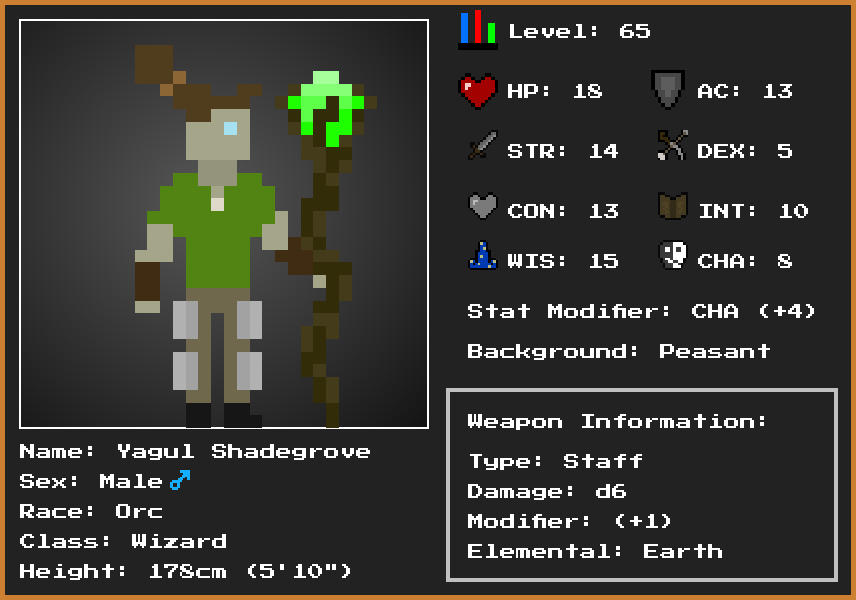 Level: 65
HP: 18
AC: 13
STR: 14
DEX: 5
CON: 13
INT: 10
WIS: 15
CHA: 8
Stat Modifier: CHA (+4)
Background: Peasant
Weapon Information:
Type: Staff
Damage: d6
Modifier: (+1)
Elemental: Earth
Name: Yagul Shadegrove
Sex: Male ♂
Race: Orc
Class: Wizard
Height: 178cm (5'10")